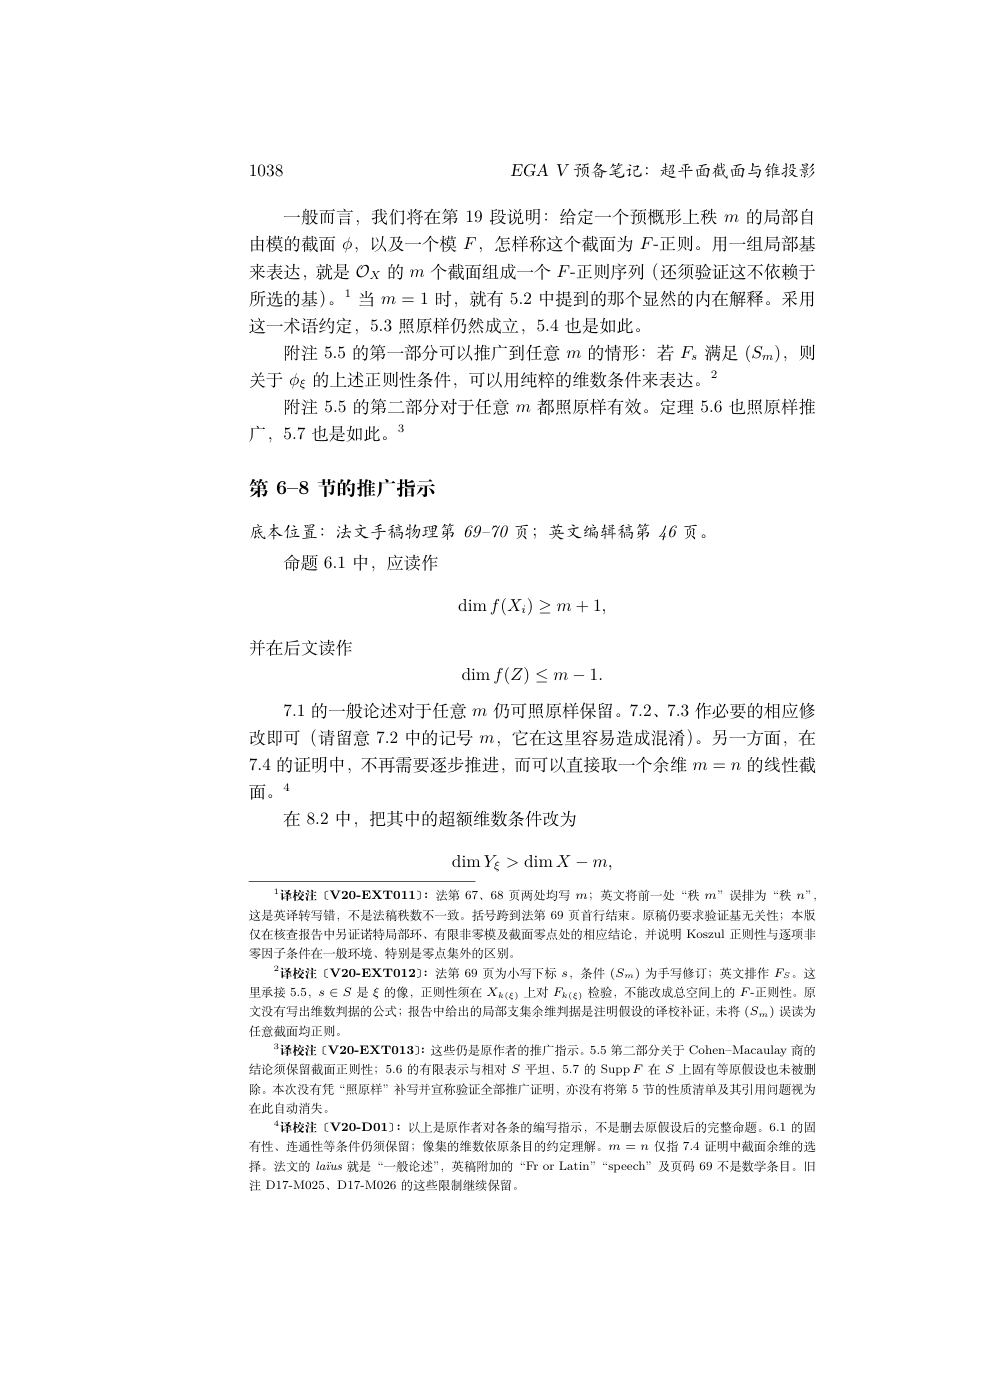 1038 EGA V 预备笔记：超平面截面与锥投影
一般而言，我们将在第 19 段说明：给定一个预概形上秩 m 的局部自
由模的截面 ϕ，以及一个模 F，怎样称这个截面为 F-正则。用一组局部基
来表达，就是 𝒪_X 的 m 个截面组成一个 F-正则序列（还须验证这不依赖于
所选的基）。¹ 当 m = 1 时，就有 5.2 中提到的那个显然的内在解释。采用
这一术语约定，5.3 照原样仍然成立，5.4 也是如此。
附注 5.5 的第一部分可以推广到任意 m 的情形：若 F_s 满足 (S_m)，则
关于 ϕ_ξ 的上述正则性条件，可以用纯粹的维数条件来表达。²
附注 5.5 的第二部分对于任意 m 都照原样有效。定理 5.6 也照原样推
广，5.7 也是如此。³
第 6–8 节的推广指示
底本位置：法文手稿物理第 69–70 页；英文编辑稿第 46 页。
命题 6.1 中，应读作
dim f(X_i) ≥ m + 1,
并在后文读作
dim f(Z) ≤ m − 1.
7.1 的一般论述对于任意 m 仍可照原样保留。7.2、7.3 作必要的相应修
改即可（请留意 7.2 中的记号 m，它在这里容易造成混淆）。另一方面，在
7.4 的证明中，不再需要逐步推进，而可以直接取一个余维 m = n 的线性截
面。⁴
在 8.2 中，把其中的超额维数条件改为
dim Y_ξ > dim X − m,
¹译校注〔V20-EXT011〕：法第 67、68 页两处均写 m；英文将前一处 “秩 m” 误排为 “秩 n”，
这是英译转写错，不是法稿秩数不一致。括号跨到法第 69 页首行结束。原稿仍要求验证基无关性；本版
仅在核查报告中另证诺特局部环、有限非零模及截面零点处的相应结论，并说明 Koszul 正则性与逐项非
零因子条件在一般环境、特别是零点集外的区别。
²译校注〔V20-EXT012〕：法第 69 页为小写下标 s，条件 (S_m) 为手写修订；英文排作 F_S。这
里承接 5.5，s ∈ S 是 ξ 的像，正则性须在 X_{k(ξ)} 上对 F_{k(ξ)} 检验，不能改成总空间上的 F-正则性。原
文没有写出维数判据的公式；报告中给出的局部支集余维判据是注明假设的译校补证，未将 (S_m) 误读为
任意截面均正则。
³译校注〔V20-EXT013〕：这些仍是原作者的推广指示。5.5 第二部分关于 Cohen–Macaulay 商的
结论须保留截面正则性；5.6 的有限表示与相对 S 平坦、5.7 的 Supp F 在 S 上固有等原假设也未被删
除。本次没有凭 “照原样” 补写并宣称验证全部推广证明，亦没有将第 5 节的性质清单及其引用问题视为
在此自动消失。
⁴译校注〔V20-D01〕：以上是原作者对各条的编写指示，不是删去原假设后的完整命题。6.1 的固
有性、连通性等条件仍须保留；像集的维数依原条目的约定理解。m = n 仅指 7.4 证明中截面余维的选
择。法文的 laïus 就是 “一般论述”，英稿附加的 “Fr or Latin” “speech” 及页码 69 不是数学条目。旧
注 D17-M025、D17-M026 的这些限制继续保留。